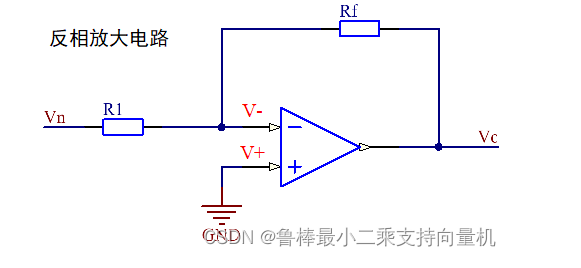 反相放大电路
Rf
Vn
R1
V-
V+
Vc
GND
CSDN @鲁棒最小二乘支持向量机